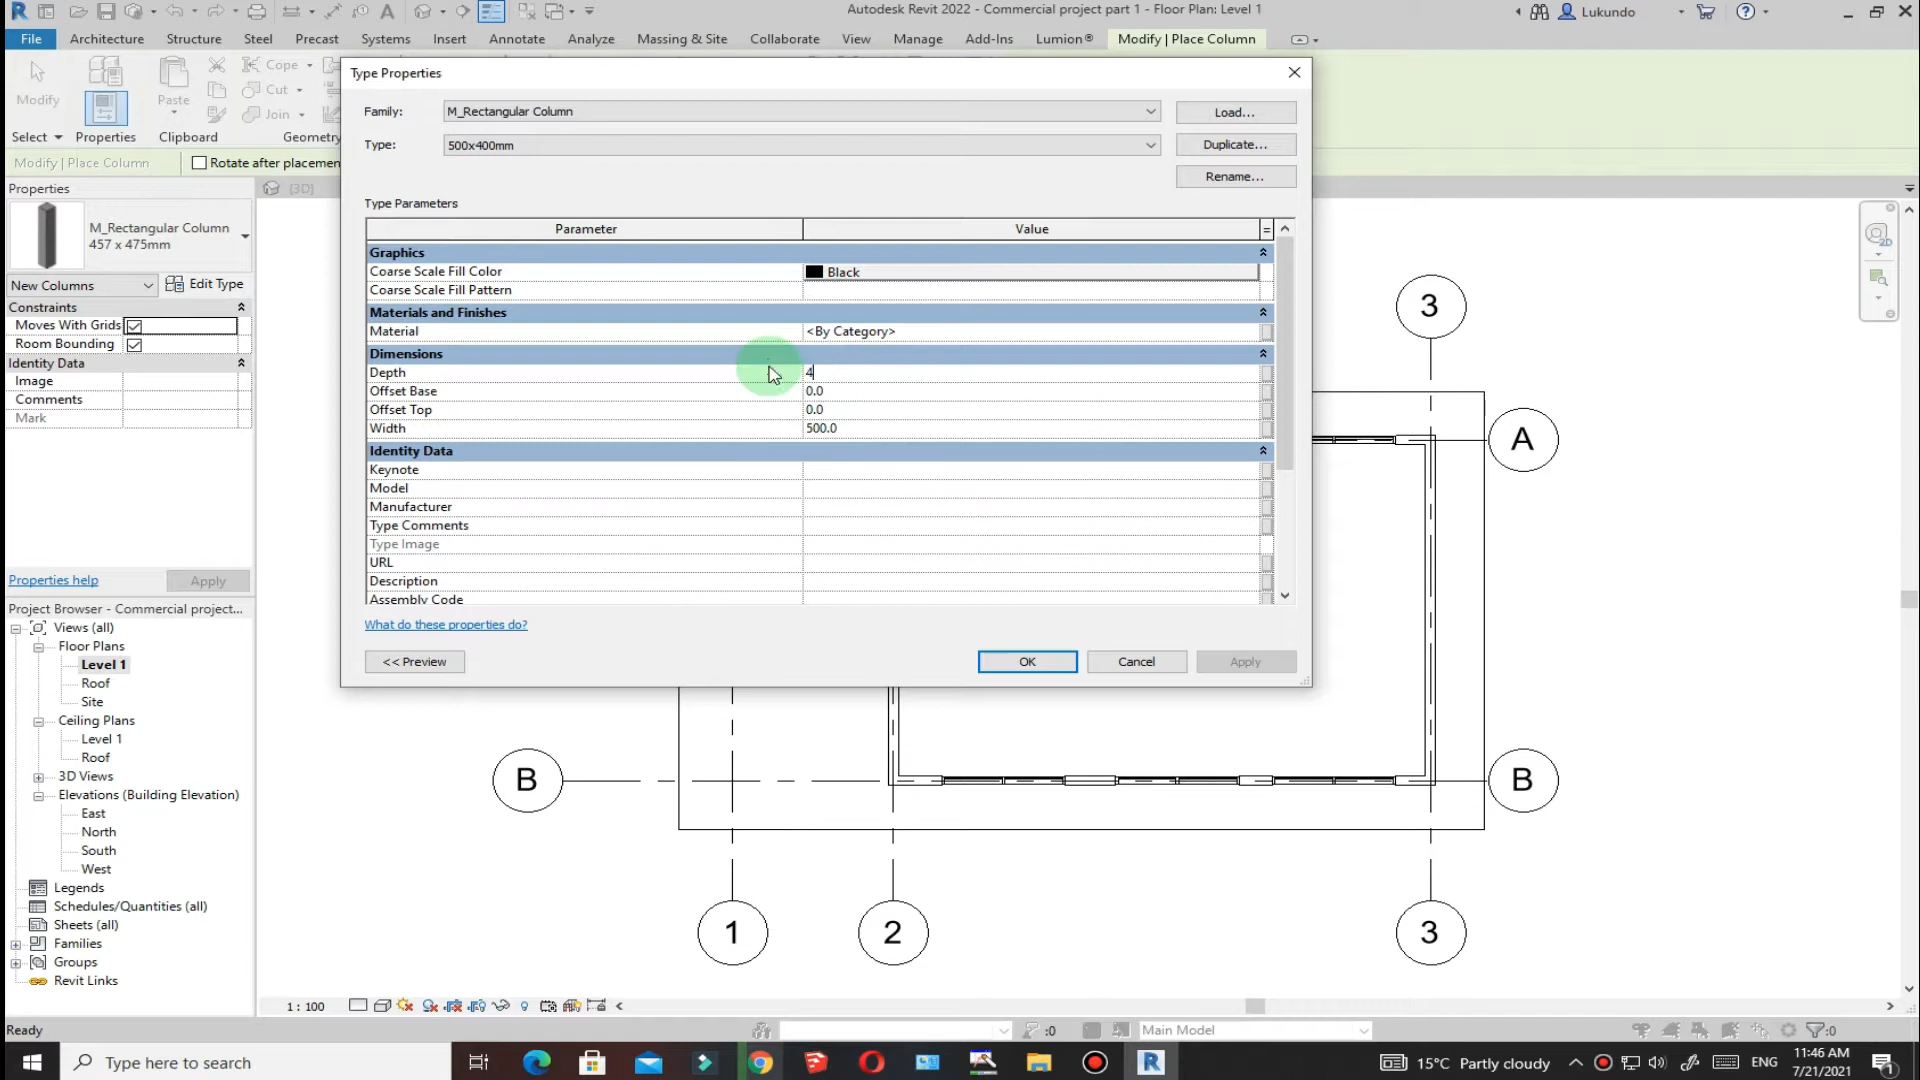 Autodesk Revit 2022 - Commercial project part 1 - Floor Plan: Level 1
Lukundo
File Architecture Structure Steel Precast Systems Insert Annotate Analyze Massing & Site Collaborate View Manage Add-Ins Lumion® Modify | Place Column
Modify
Paste
Cope
Cut
Join
Select Properties Clipboard Geometry
Modify | Place Column Rotate after placemen
Type Properties
Family: M_Rectangular Column Load...
Type: 500x400mm Duplicate...
Rename...
Type Parameters
Parameter Value =
Graphics
Coarse Scale Fill Color Black
Coarse Scale Fill Pattern
Materials and Finishes
Material <By Category>
Dimensions
Depth 4
Offset Base 0.0
Offset Top 0.0
Width 500.0
Identity Data
Keynote
Model
Manufacturer
Type Comments
Type Image
URL
Description
Assembly Code
What do these properties do?
<< Preview OK Cancel Apply
Properties
M_Rectangular Column
457 x 475mm
New Columns Edit Type
Constraints
Moves With Grids
Room Bounding
Identity Data
Image
Comments
Mark
Properties help Apply
Project Browser - Commercial project...
Views (all)
Floor Plans
Level 1
Roof
Site
Ceiling Plans
Level 1
Roof
3D Views
Elevations (Building Elevation)
East
North
South
West
Legends
Schedules/Quantities (all)
Sheets (all)
Families
Groups
Revit Links
{3D}
2D
3
A
B B
1 2 3
1 : 100
Ready :0 Main Model :0
Type here to search
15°C Partly cloudy ENG
11:46 AM
7/21/2021
1